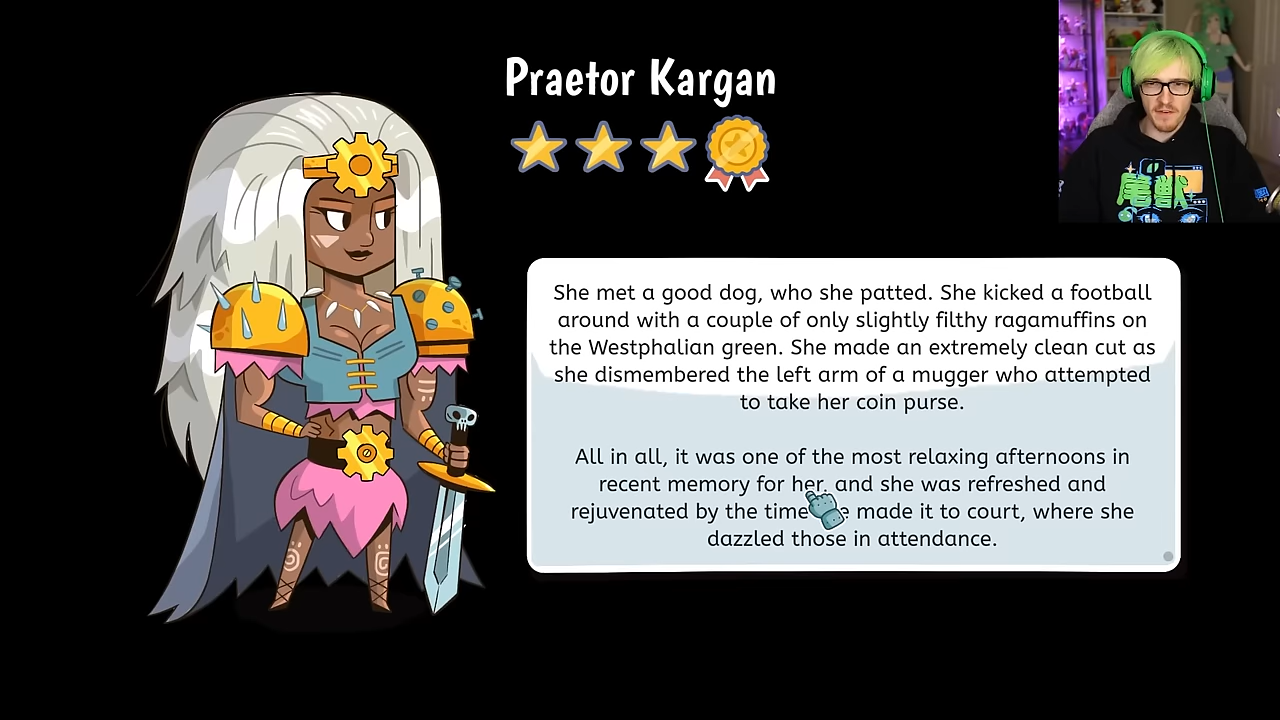 Praetor Kargan
She met a good dog, who she patted. She kicked a football
around with a couple of only slightly filthy ragamuffins on
the Westphalian green. She made an extremely clean cut as
she dismembered the left arm of a mugger who attempted
to take her coin purse.
All in all, it was one of the most relaxing afternoons in
recent memory for her, and she was refreshed and
rejuvenated by the time made it to court, where she
dazzled those in attendance.
尾獣